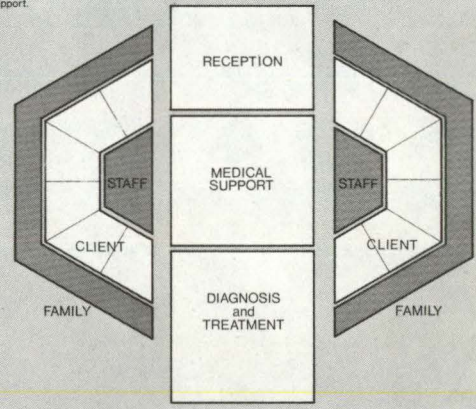 pport.
RECEPTION
MEDICAL
SUPPORT
STAFF
STAFF
CLIENT
CLIENT
DIAGNOSIS
and
TREATMENT
FAMILY
FAMILY